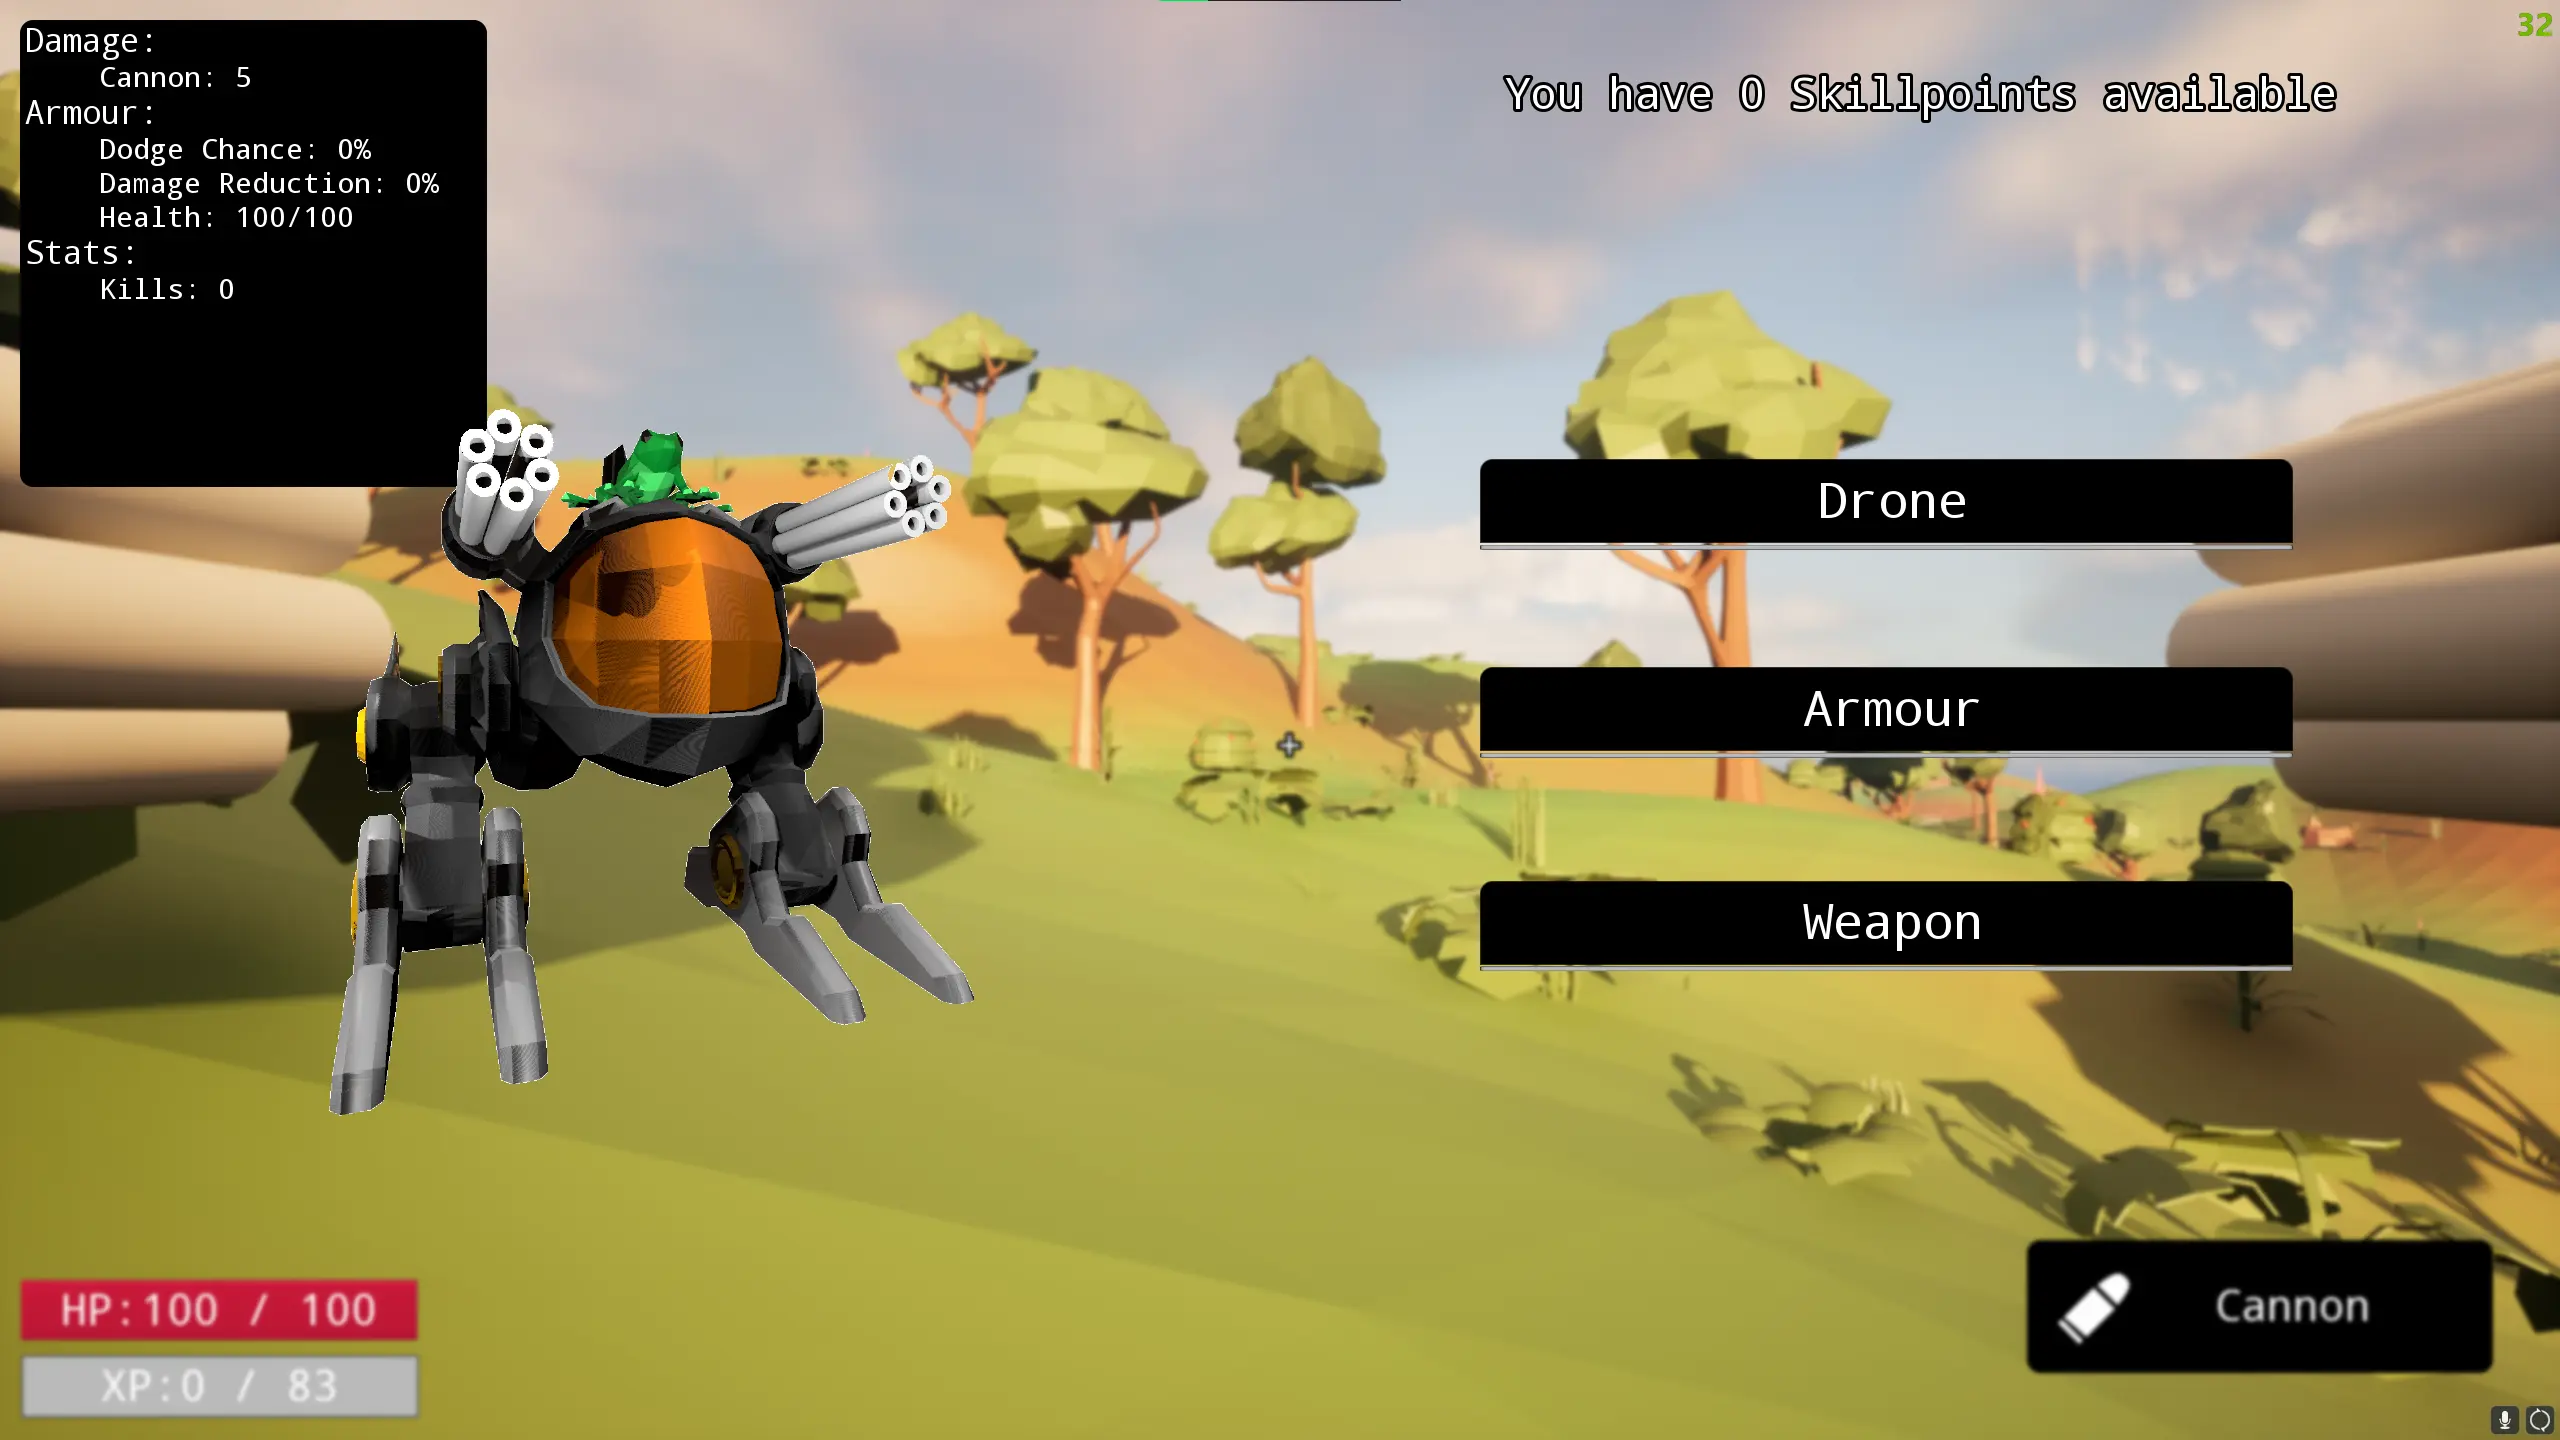 Damage:
Cannon: 5
Armour:
Dodge Chance: 0%
Damage Reduction: 0%
Health: 100/100
Stats:
Kills: 0
32
You have 0 Skillpoints available
Drone
Armour
Weapon
HP:100 / 100
XP:0 / 83
Cannon